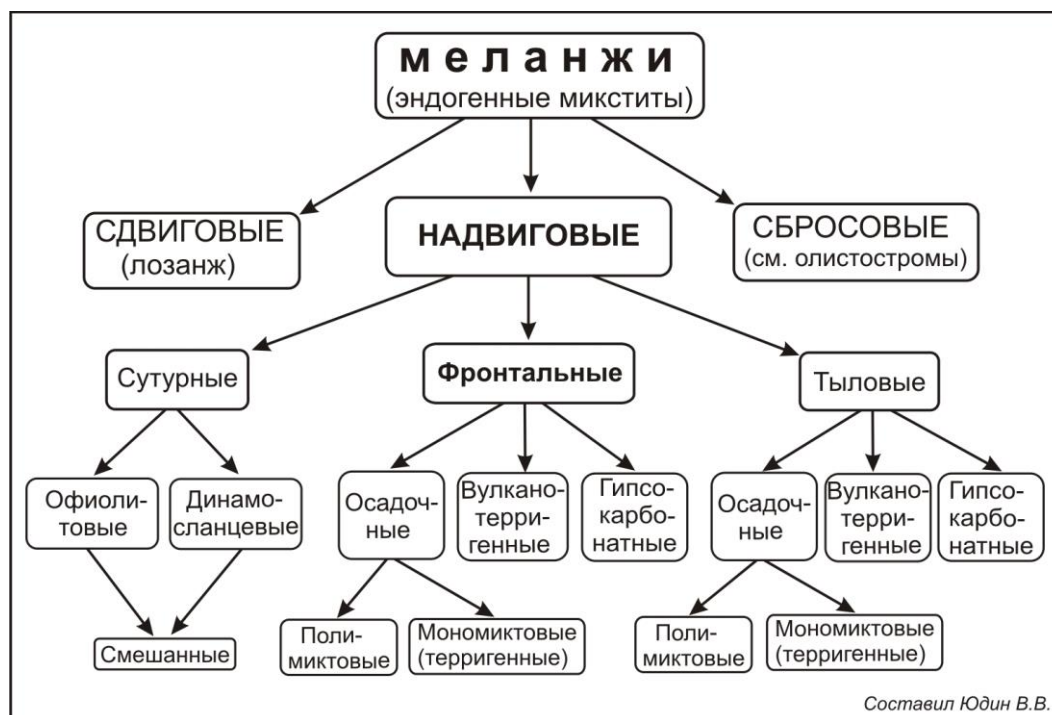 меланжи
(эндогенные микститы)
СДВИГОВЫЕ
(лозанж)
НАДВИГОВЫЕ
СБРОСОВЫЕ
(см. олистостромы)
Сутурные
Фронтальные
Тыловые
Офиоли-
товые
Динамо-
сланцевые
Осадоч-
ные
Вулкано-
терри-
генные
Гипсо-
карбо-
натные
Осадоч-
ные
Вулкано-
терри-
генные
Гипсо-
карбо-
натные
Смешанные
Поли-
миктовые
Мономиктовые
(терригенные)
Поли-
миктовые
Мономиктовые
(терригенные)
Составил Юдин В.В.